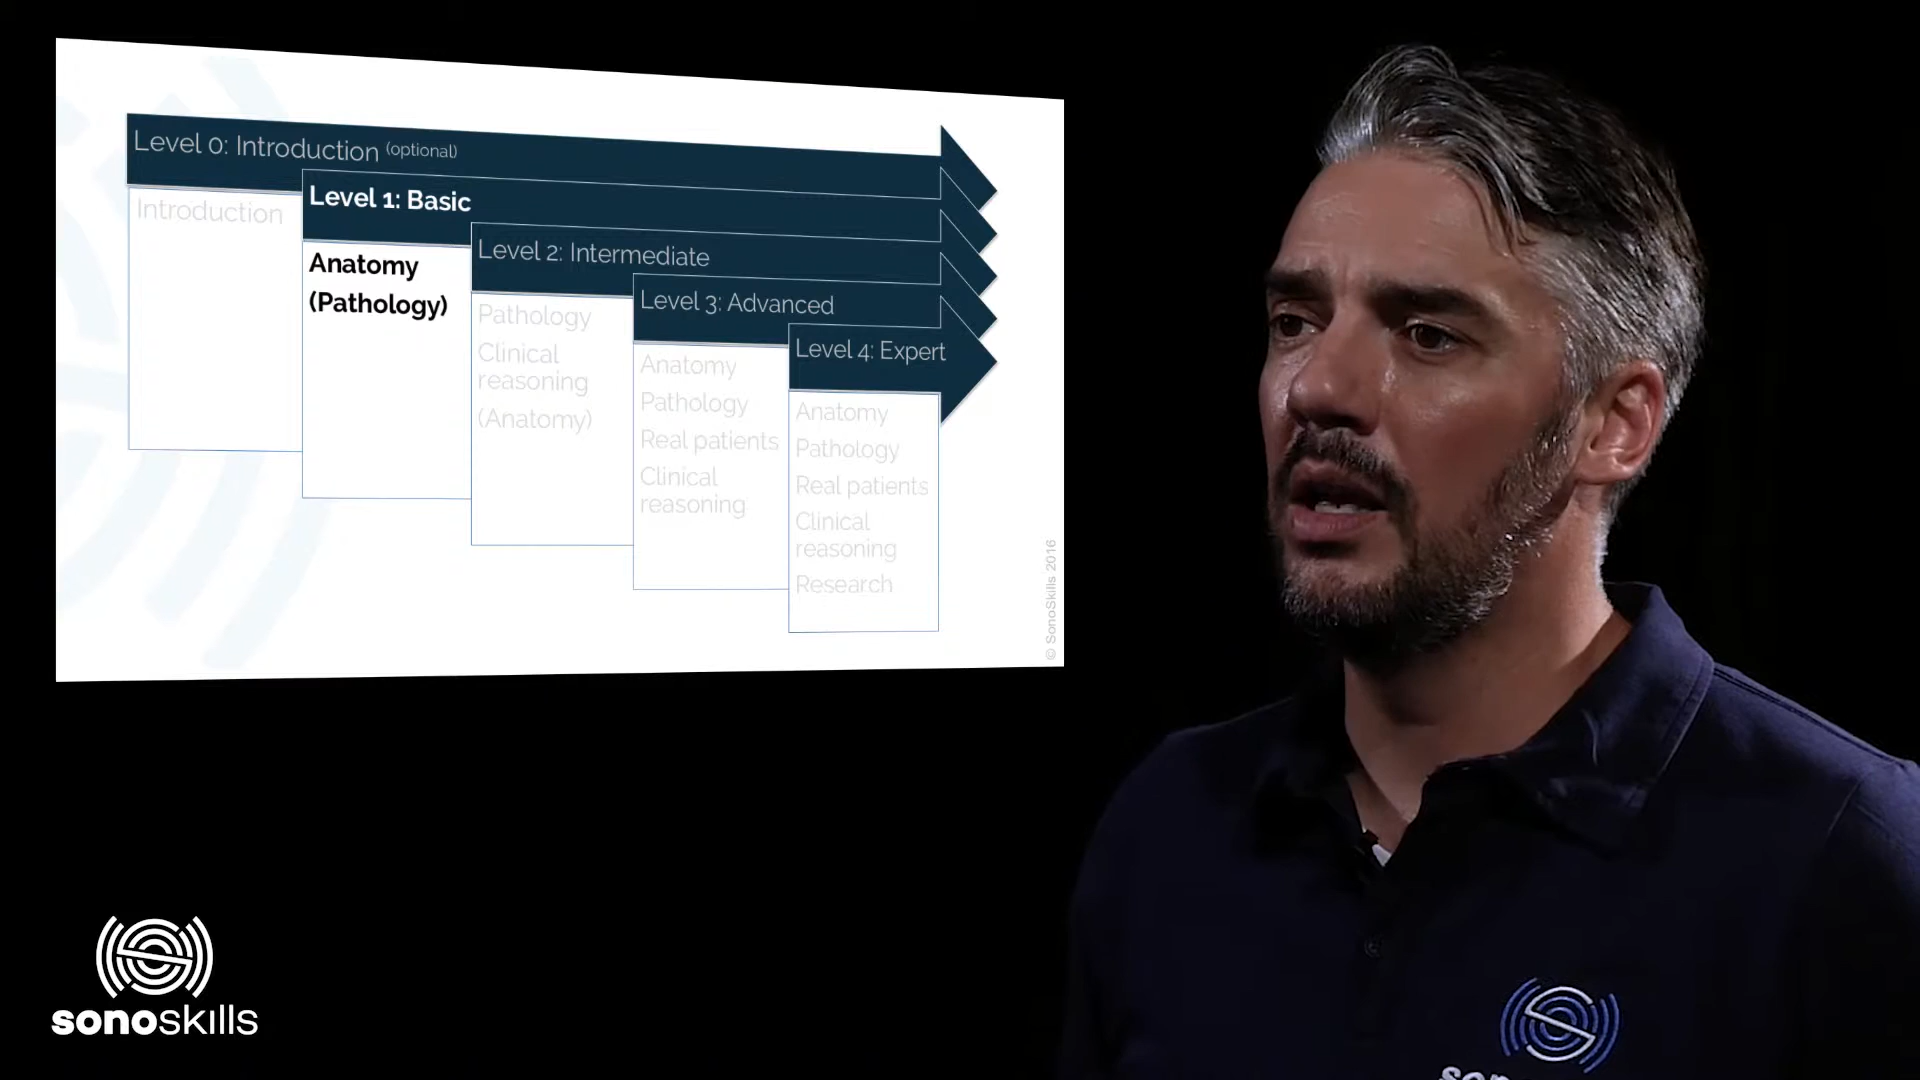 Level 0: Introduction (optional)
Introduction
Level 1: Basic
Anatomy
(Pathology)
Level 2: Intermediate
Pathology
Clinical
reasoning
(Anatomy)
Level 3: Advanced
Anatomy
Pathology
Real patients
Clinical
reasoning
Level 4: Expert
Anatomy
Pathology
Real patients
Clinical
reasoning
Research
© SonoSkills 2016
sonoskills